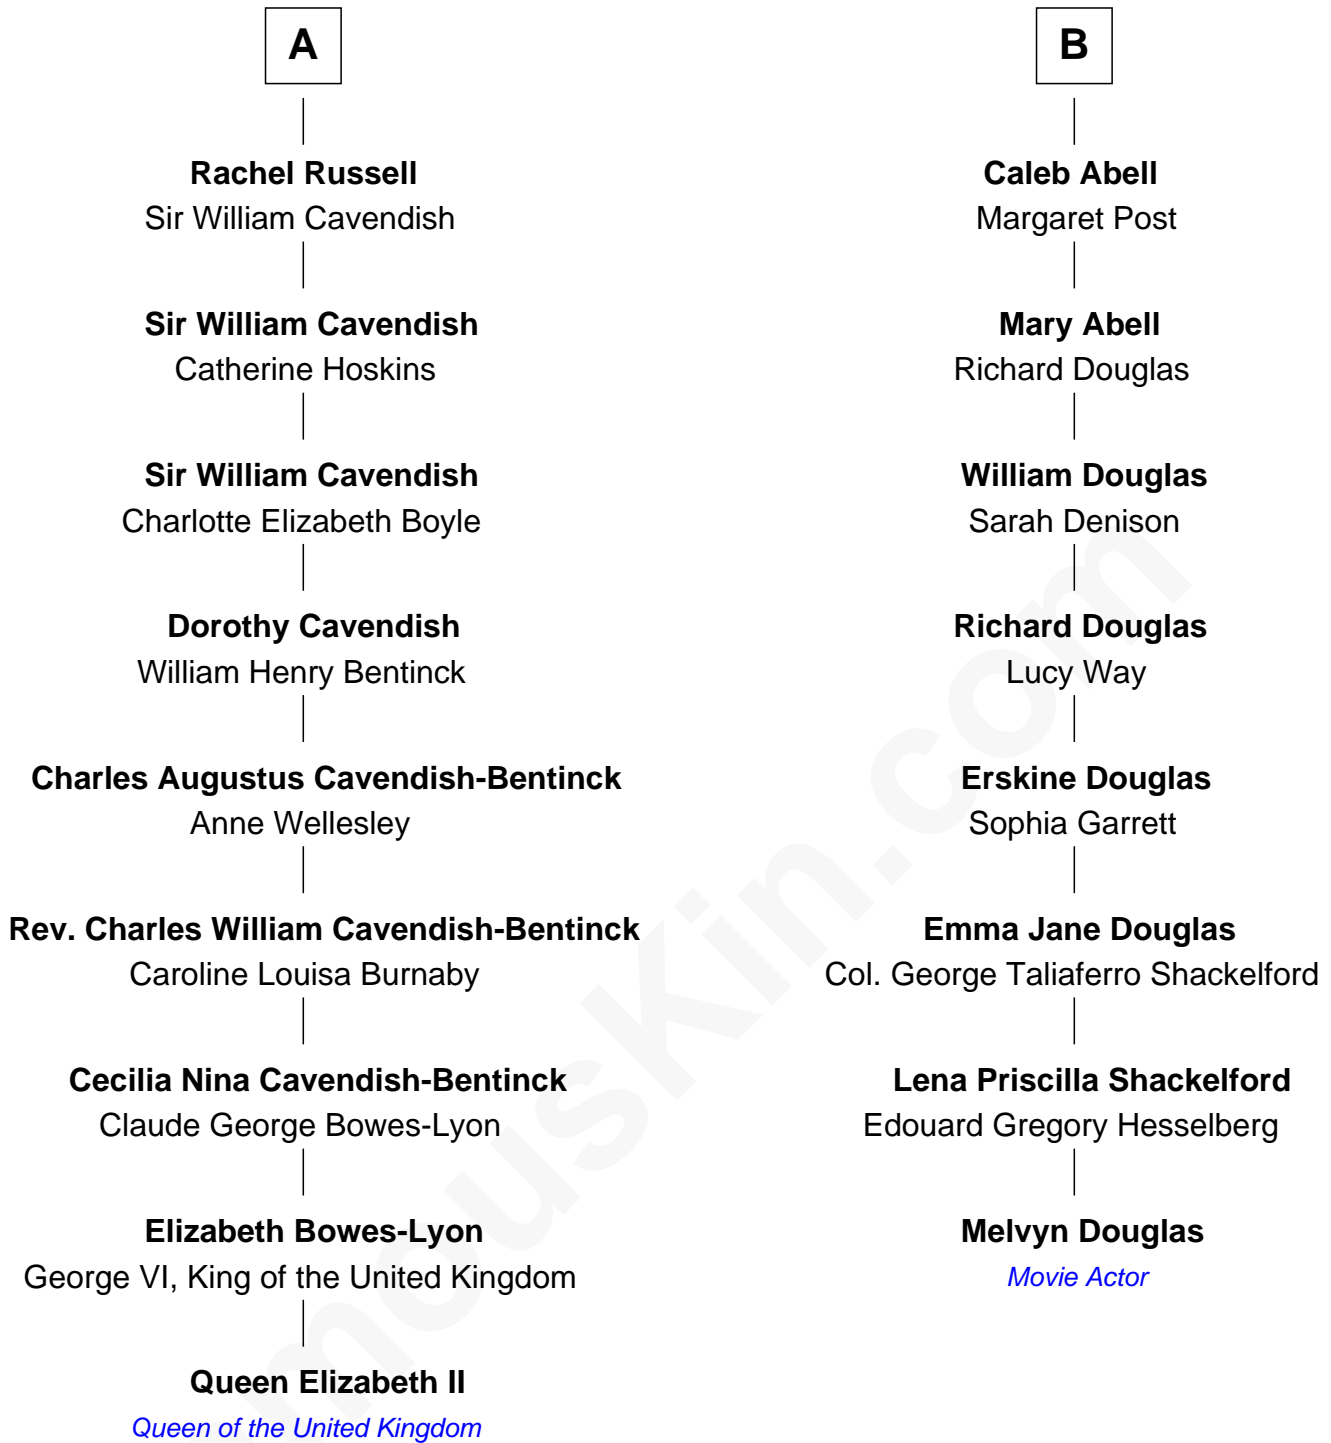 A
Rachel Russell
Sir William Cavendish
Sir William Cavendish
Catherine Hoskins
Sir William Cavendish
Charlotte Elizabeth Boyle
Dorothy Cavendish
William Henry Bentinck
Charles Augustus Cavendish-Bentinck
Anne Wellesley
Rev. Charles William Cavendish-Bentinck
Caroline Louisa Burnaby
Cecilia Nina Cavendish-Bentinck
Claude George Bowes-Lyon
Elizabeth Bowes-Lyon
George VI, King of the United Kingdom
Queen Elizabeth II
Queen of the United Kingdom
B
Caleb Abell
Margaret Post
Mary Abell
Richard Douglas
William Douglas
Sarah Denison
Richard Douglas
Lucy Way
Erskine Douglas
Sophia Garrett
Emma Jane Douglas
Col. George Taliaferro Shackelford
Lena Priscilla Shackelford
Edouard Gregory Hesselberg
Melvyn Douglas
Movie Actor
mousKin.com